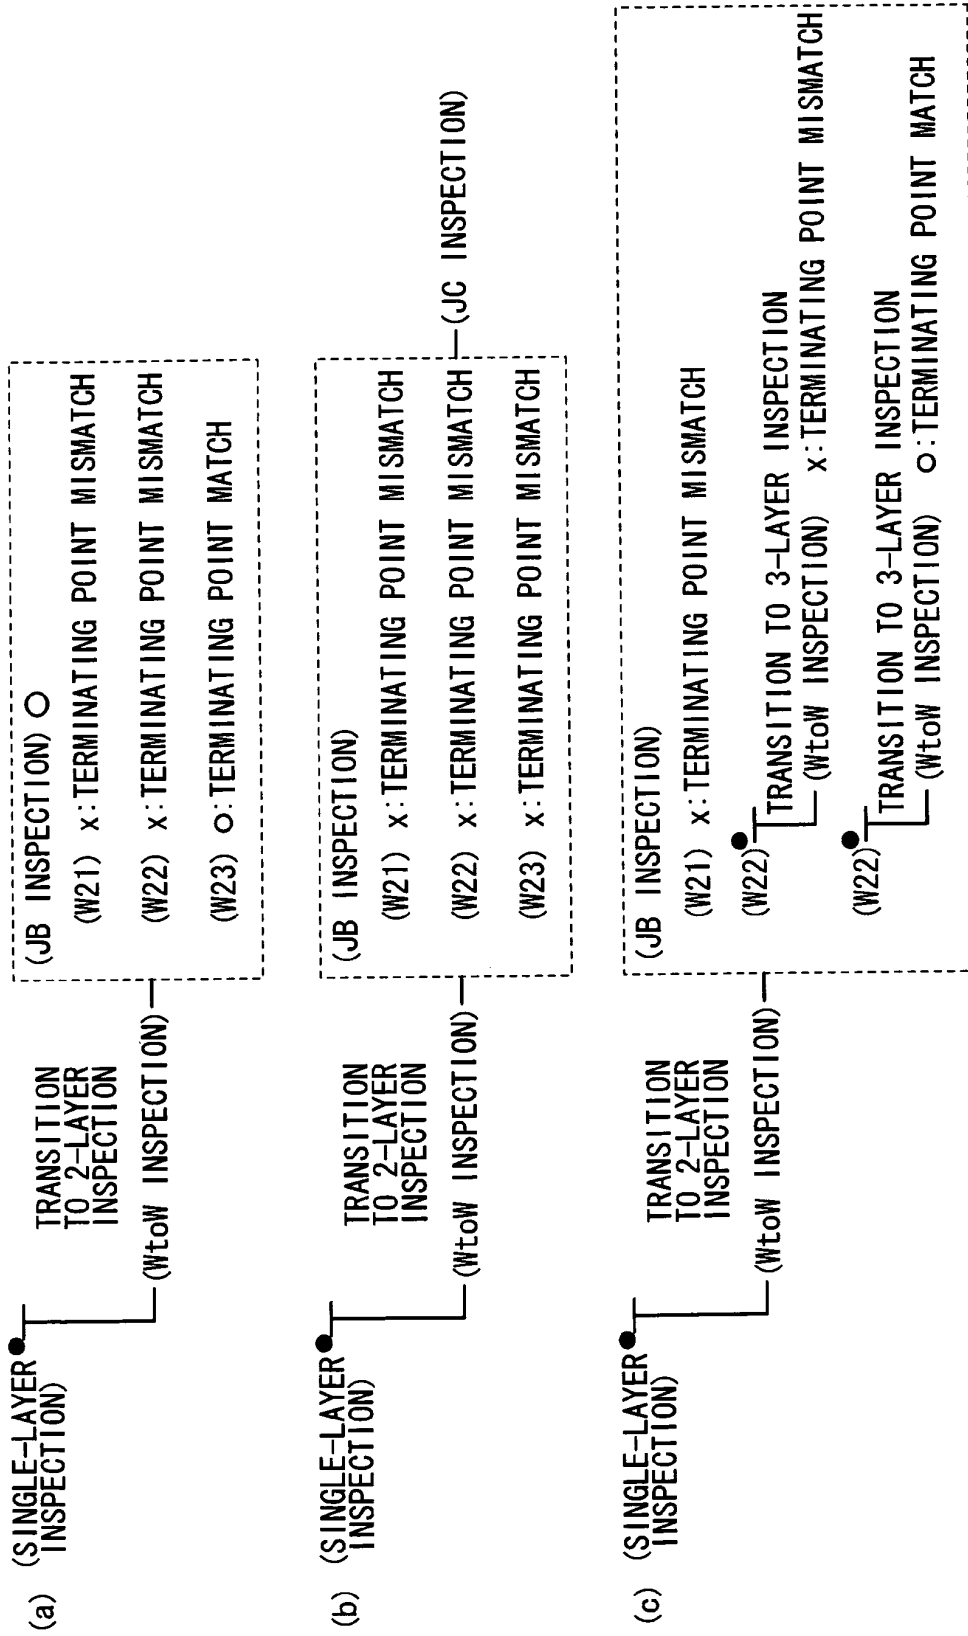 (a) (SINGLE-LAYER
INSPECTION)
TRANSITION
TO 2-LAYER
INSPECTION
(WtoW INSPECTION)
(JB INSPECTION) O
(W21) x:TERMINATING POINT MISMATCH
(W22) x:TERMINATING POINT MISMATCH
(W23) O:TERMINATING POINT MATCH
(b) (SINGLE-LAYER
INSPECTION)
TRANSITION
TO 2-LAYER
INSPECTION
(WtoW INSPECTION)
(JB INSPECTION)
(W21) x:TERMINATING POINT MISMATCH
(W22) x:TERMINATING POINT MISMATCH
(W23) x:TERMINATING POINT MISMATCH
(JC INSPECTION)
(c) (SINGLE-LAYER
INSPECTION)
TRANSITION
TO 2-LAYER
INSPECTION
(WtoW INSPECTION)
(JB INSPECTION)
(W21) x:TERMINATING POINT MISMATCH
(W22)
TRANSITION TO 3-LAYER INSPECTION
(WtoW INSPECTION) x:TERMINATING POINT MISMATCH
(W22)
TRANSITION TO 3-LAYER INSPECTION
(WtoW INSPECTION) O:TERMINATING POINT MATCH